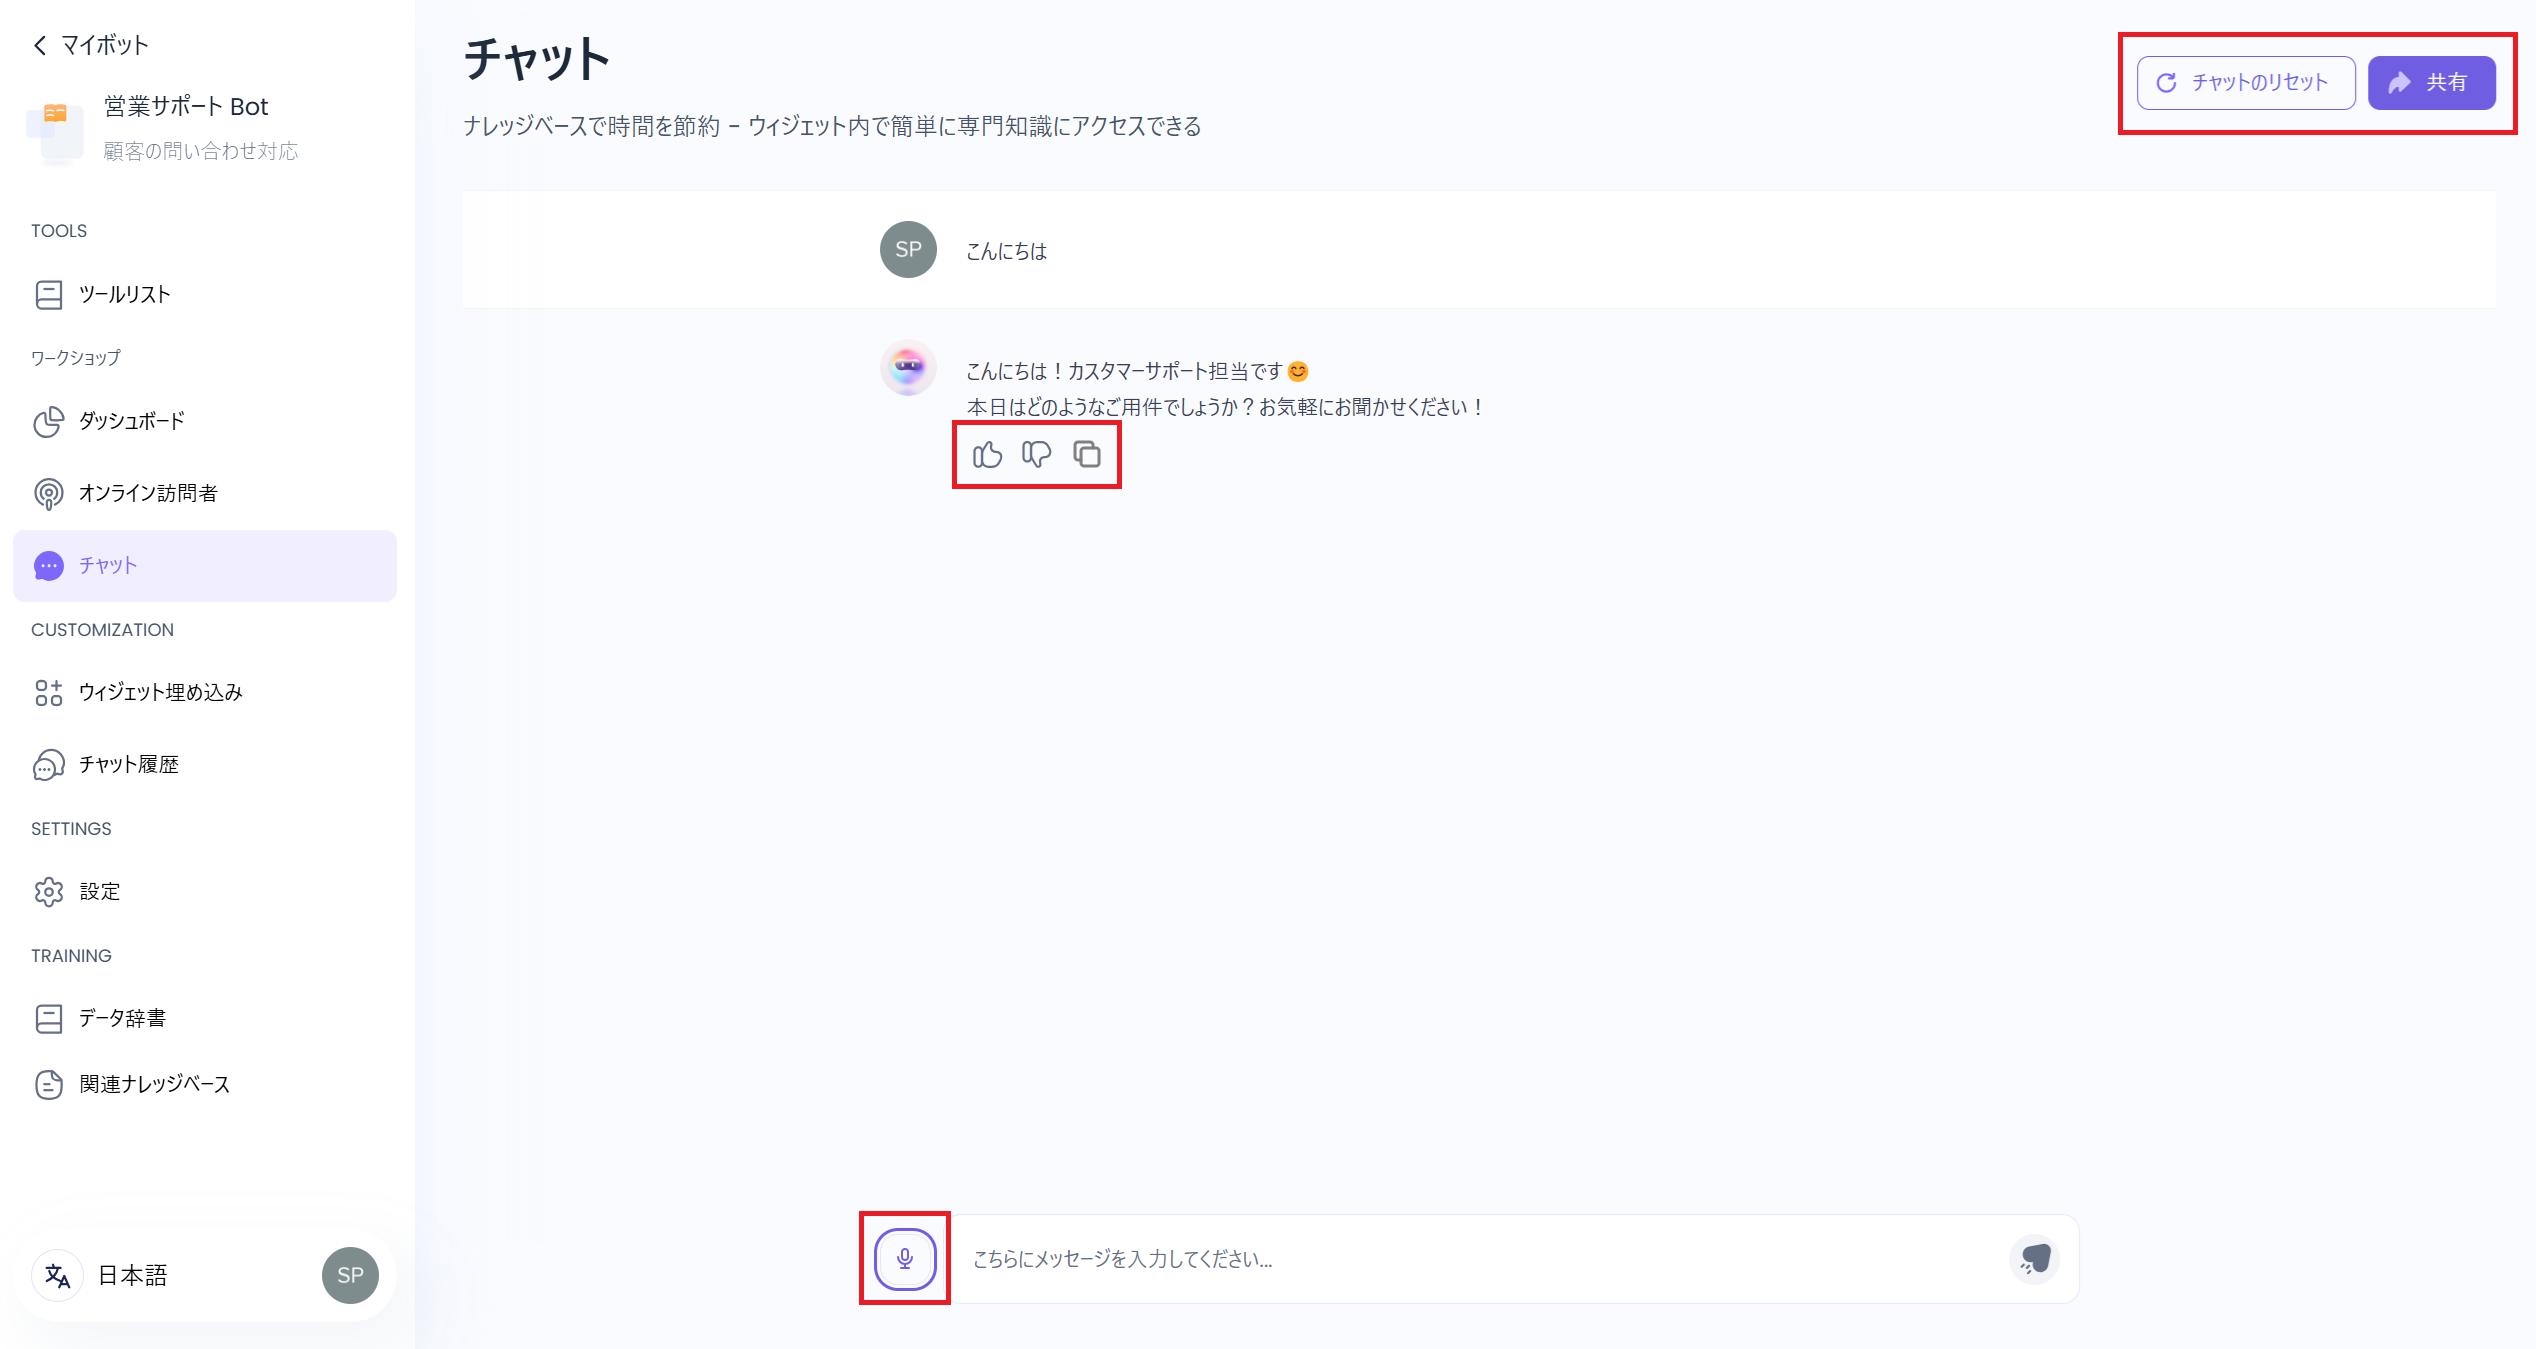 マイボット
営業サポート Bot
顧客の問い合わせ対応
TOOLS
ツールリスト
ワークショップ
ダッシュボード
オンライン訪問者
チャット
CUSTOMIZATION
ウィジェット埋め込み
チャット履歴
SETTINGS
設定
TRAINING
データ辞書
関連ナレッジベース
日本語
SP
チャット
ナレッジベースで時間を節約 - ウィジェット内で簡単に専門知識にアクセスできる
チャットのリセット
共有
SP
こんにちは
こんにちは！カスタマーサポート担当です😊
本日はどのようなご用件でしょうか？お気軽にお聞かせください！
こちらにメッセージを入力してください...